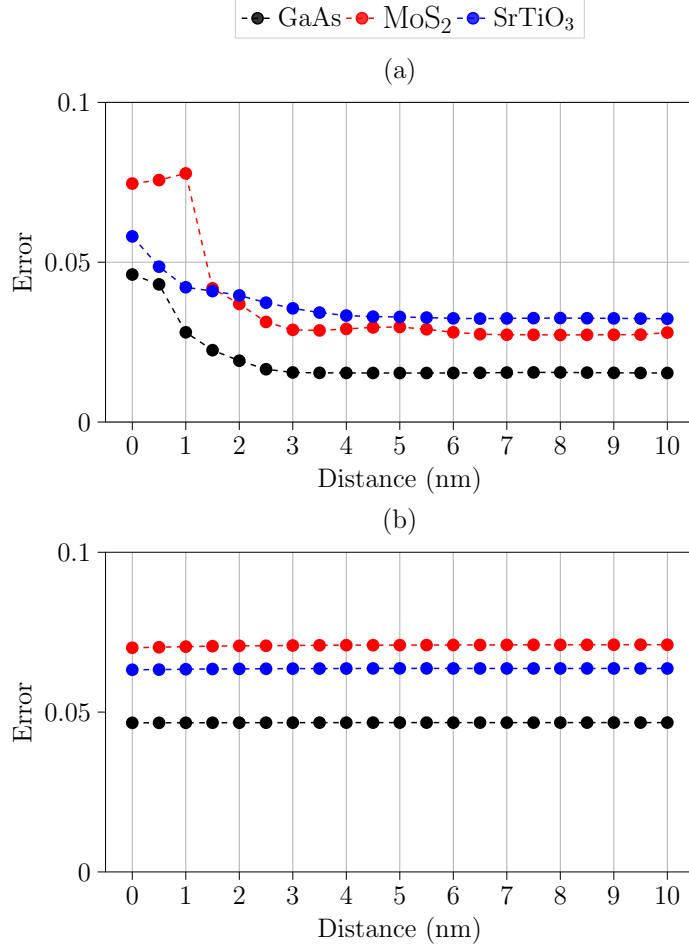 GaAs MoS₂ SrTiO₃
(a)
0.1
0.05
0
Error
0 1 2 3 4 5 6 7 8 9 10
Distance (nm)
(b)
0.1
0.05
0
Error
0 1 2 3 4 5 6 7 8 9 10
Distance (nm)